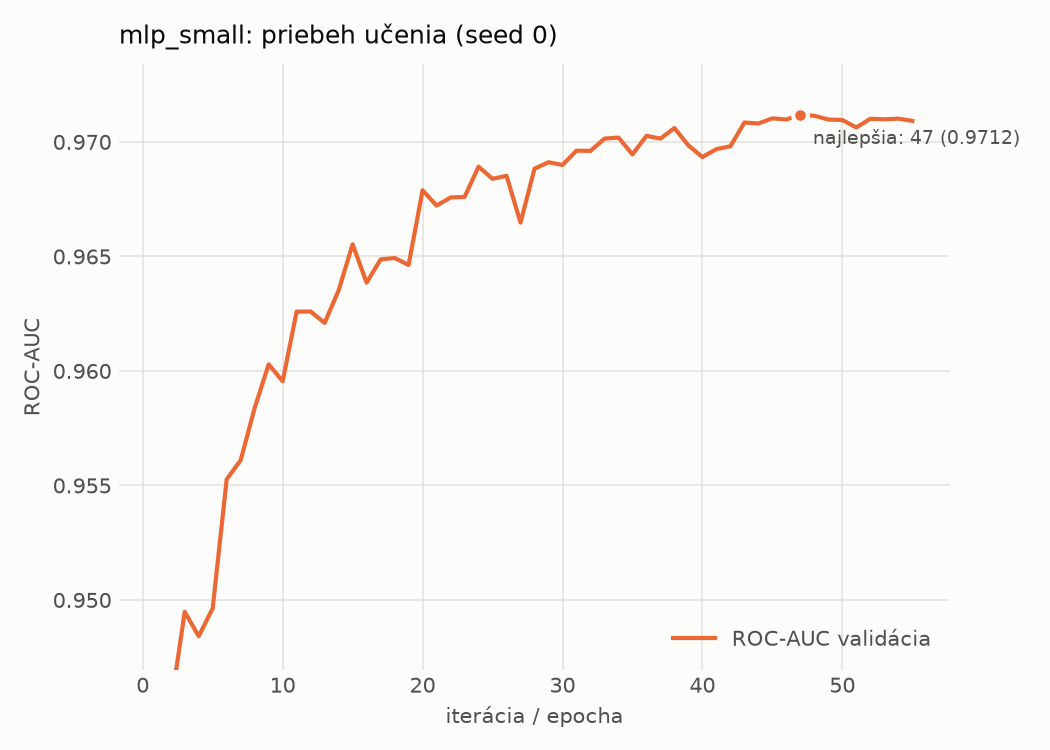 mlp_small: priebeh učenia (seed 0)
ROC-AUC
0.970
0.965
0.960
0.955
0.950
najlepšia: 47 (0.9712)
ROC-AUC validácia
0 10 20 30 40 50
iterácia / epocha